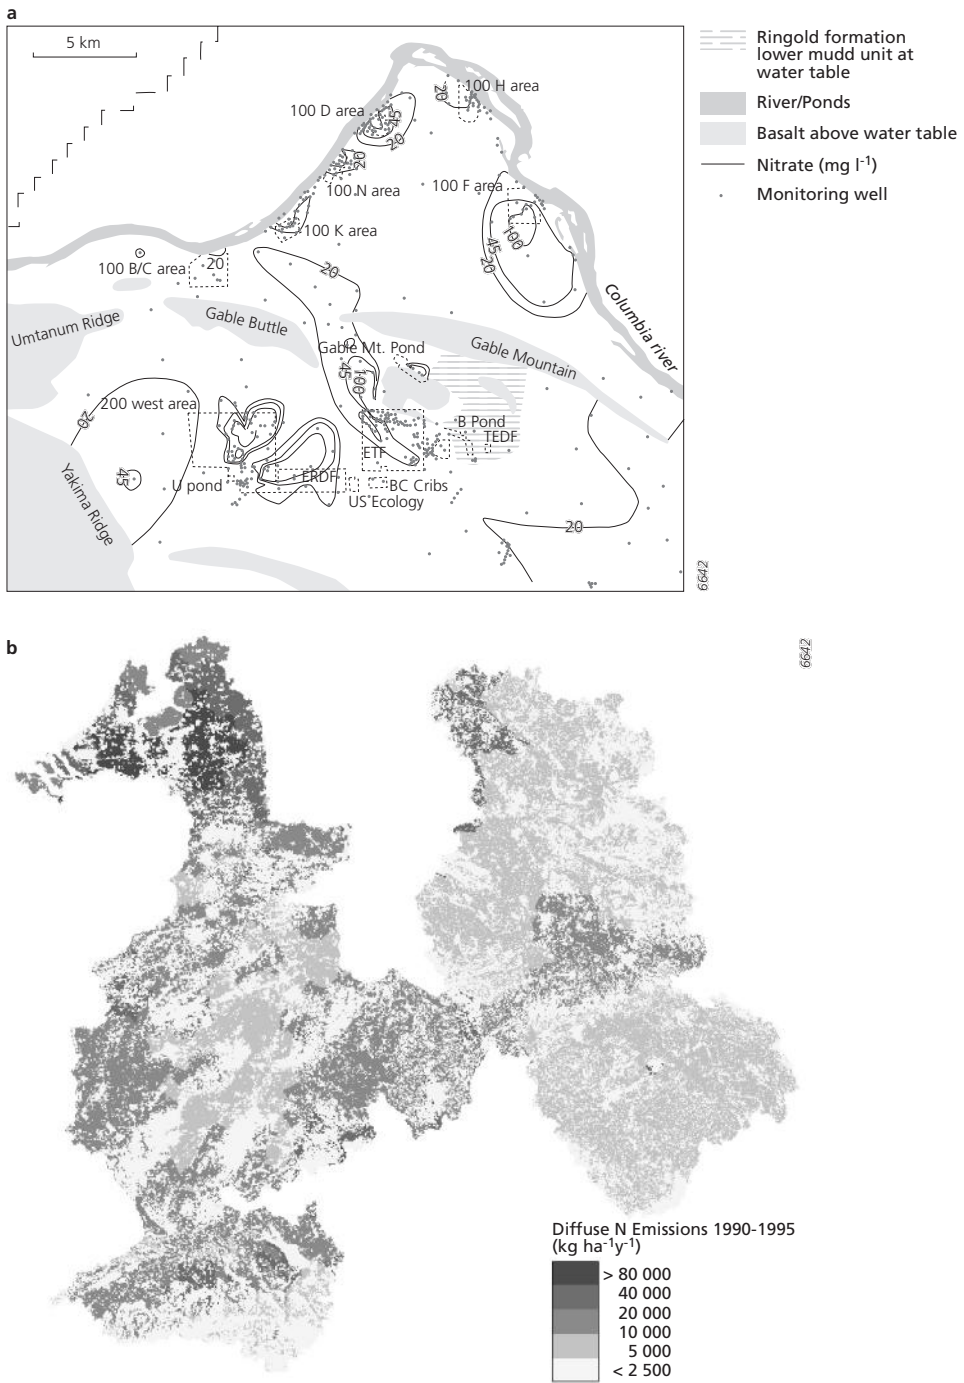 a
5 km
100 H area
20
100 D area
45
20
20
100 N area
100 F area
100 K area
100
45
20
20
100 B/C area
20
Columbia river
Umtanum Ridge
Gable Buttle
Gable Mt. Pond
Gable Mountain
45
100
200 west area
20
B Pond
TEDF
ETF
45
U pond
ERDF
BC Cribs
US Ecology
Yakima Ridge
20
6642
Ringold formation
lower mudd unit at
water table
River/Ponds
Basalt above water table
Nitrate (mg l-1)
Monitoring well
b
6642
Diffuse N Emissions 1990-1995
(kg ha-1y-1)
> 80 000
40 000
20 000
10 000
5 000
< 2 500